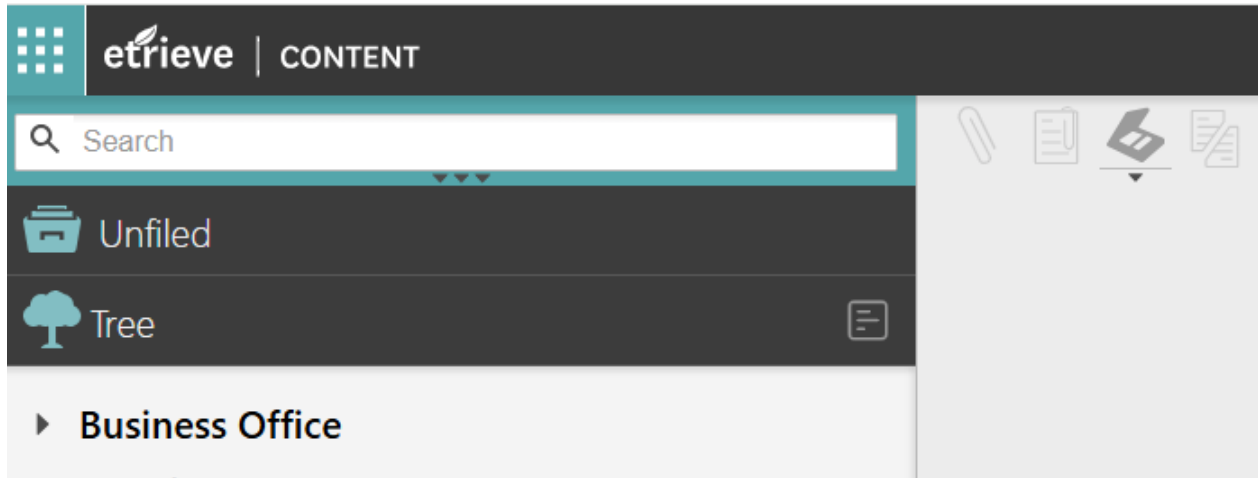 etrieve | CONTENT
Search
Unfiled
Tree
Business Office